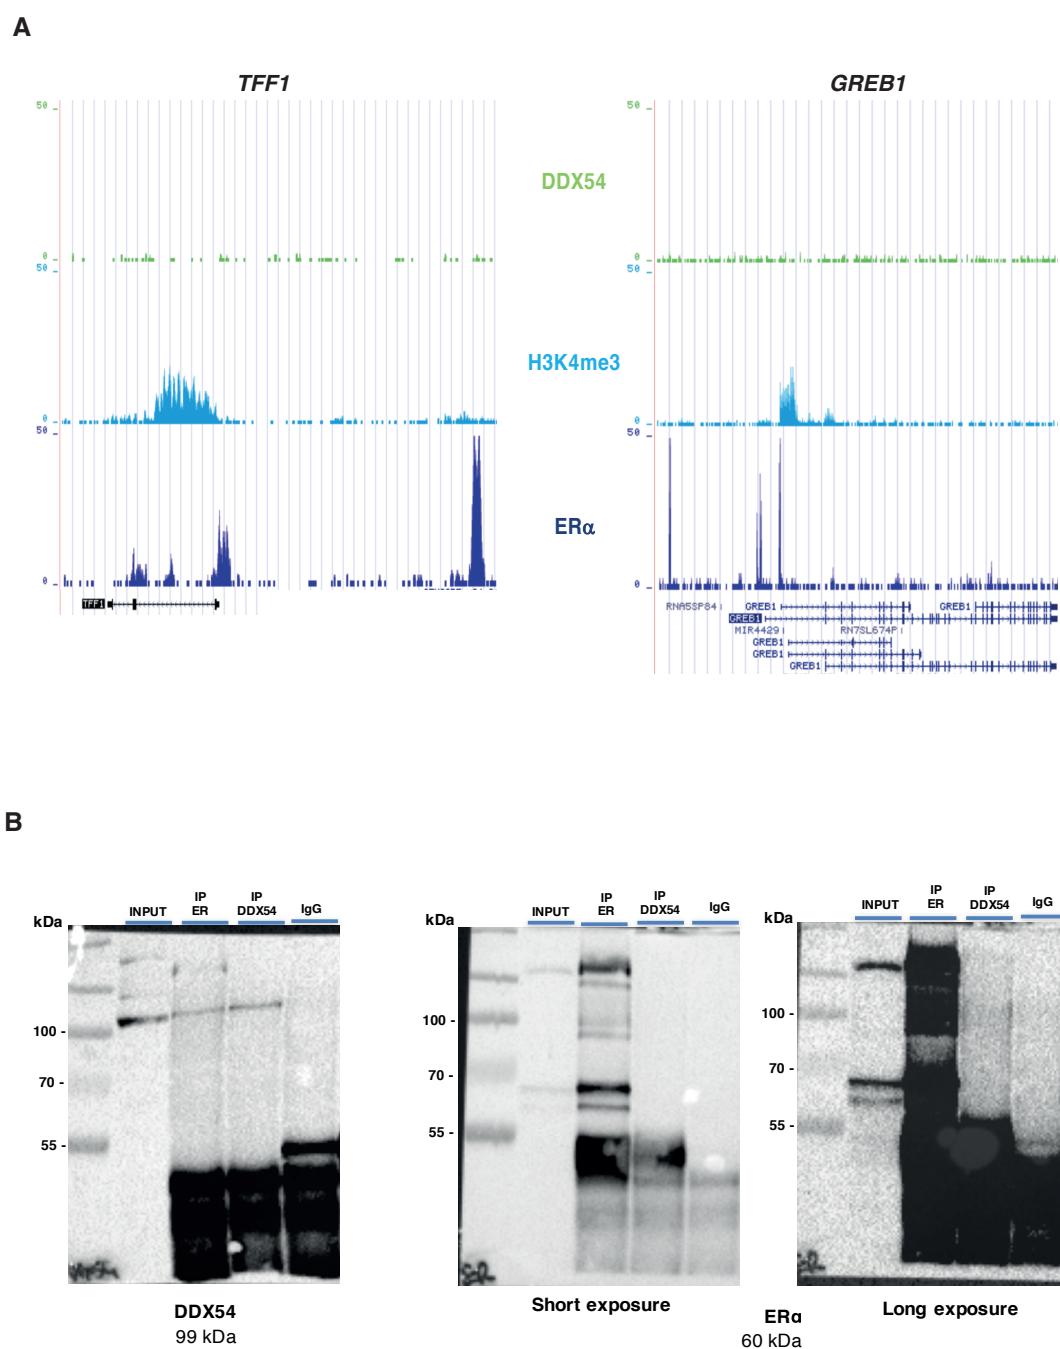 A
TFF1
GREB1
50
50
DDX54
0
50
0
50
H3K4me3
0
50
0
50
ERα
0
0
TFF1
RNA5SP84
GREB1
GREB1
GREB1
MIR4429
RN7SL674P
GREB1
GREB1
GREB1
B
kDa
INPUT
IP
ER
IP
DDX54
IgG
100 -
70 -
55 -
DDX54
99 kDa
kDa
INPUT
IP
ER
IP
DDX54
IgG
100 -
70 -
55 -
Short exposure
kDa
INPUT
IP
ER
IP
DDX54
IgG
100 -
70 -
55 -
Long exposure
ERα
60 kDa